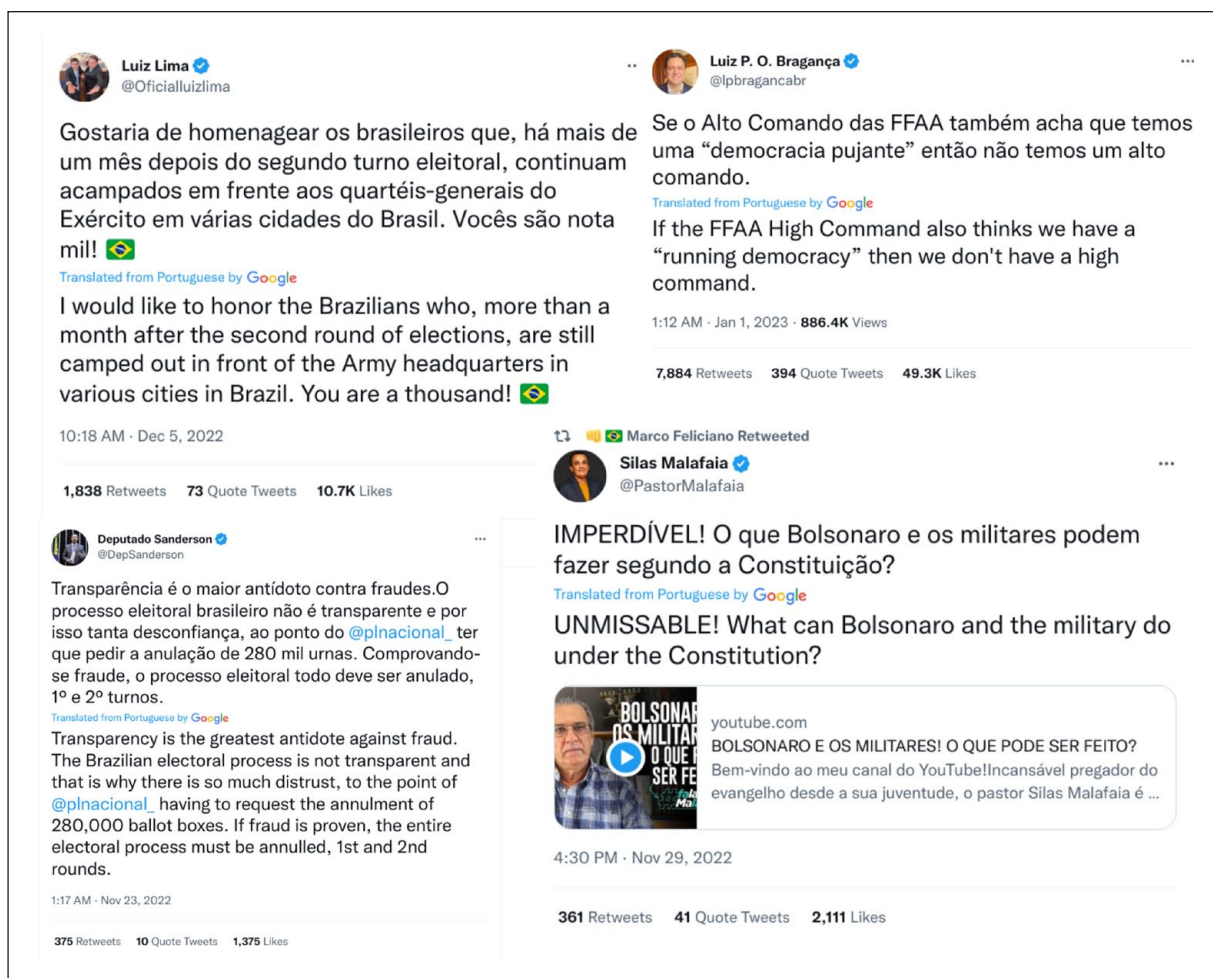 Luiz Lima
@Oficialluizlima
Gostaria de homenagear os brasileiros que, há mais de
um mês depois do segundo turno eleitoral, continuam
acampados em frente aos quartéis-generais do
Exército em várias cidades do Brasil. Vocês são nota
mil! 🇧🇷
Translated from Portuguese by Google
I would like to honor the Brazilians who, more than a
month after the second round of elections, are still
camped out in front of the Army headquarters in
various cities in Brazil. You are a thousand! 🇧🇷
10:18 AM · Dec 5, 2022
1,838 Retweets 73 Quote Tweets 10.7K Likes
Luiz P. O. Bragança
@lpbragancabr
Se o Alto Comando das FFAA também acha que temos
uma “democracia pujante” então não temos um alto
comando.
Translated from Portuguese by Google
If the FFAA High Command also thinks we have a
“running democracy” then we don't have a high
command.
1:12 AM · Jan 1, 2023 · 886.4K Views
7,884 Retweets 394 Quote Tweets 49.3K Likes
Deputado Sanderson
@DepSanderson
Transparência é o maior antídoto contra fraudes.O
processo eleitoral brasileiro não é transparente e por
isso tanta desconfiança, ao ponto do @plnacional_ ter
que pedir a anulação de 280 mil urnas. Comprovando-
se fraude, o processo eleitoral todo deve ser anulado,
1º e 2º turnos.
Translated from Portuguese by Google
Transparency is the greatest antidote against fraud.
The Brazilian electoral process is not transparent and
that is why there is so much distrust, to the point of
@plnacional_ having to request the annulment of
280,000 ballot boxes. If fraud is proven, the entire
electoral process must be annulled, 1st and 2nd
rounds.
1:17 AM · Nov 23, 2022
375 Retweets 10 Quote Tweets 1,375 Likes
👊🇧🇷 Marco Feliciano Retweeted
Silas Malafaia
@PastorMalafaia
IMPERDÍVEL! O que Bolsonaro e os militares podem
fazer segundo a Constituição?
Translated from Portuguese by Google
UNMISSABLE! What can Bolsonaro and the military do
under the Constitution?
BOLSONAR
OS MILITAR
O QUE
SER FE
youtube.com
BOLSONARO E OS MILITARES! O QUE PODE SER FEITO?
Bem-vindo ao meu canal do YouTube!Incansável pregador do
evangelho desde a sua juventude, o pastor Silas Malafaia é ...
4:30 PM · Nov 29, 2022
361 Retweets 41 Quote Tweets 2,111 Likes